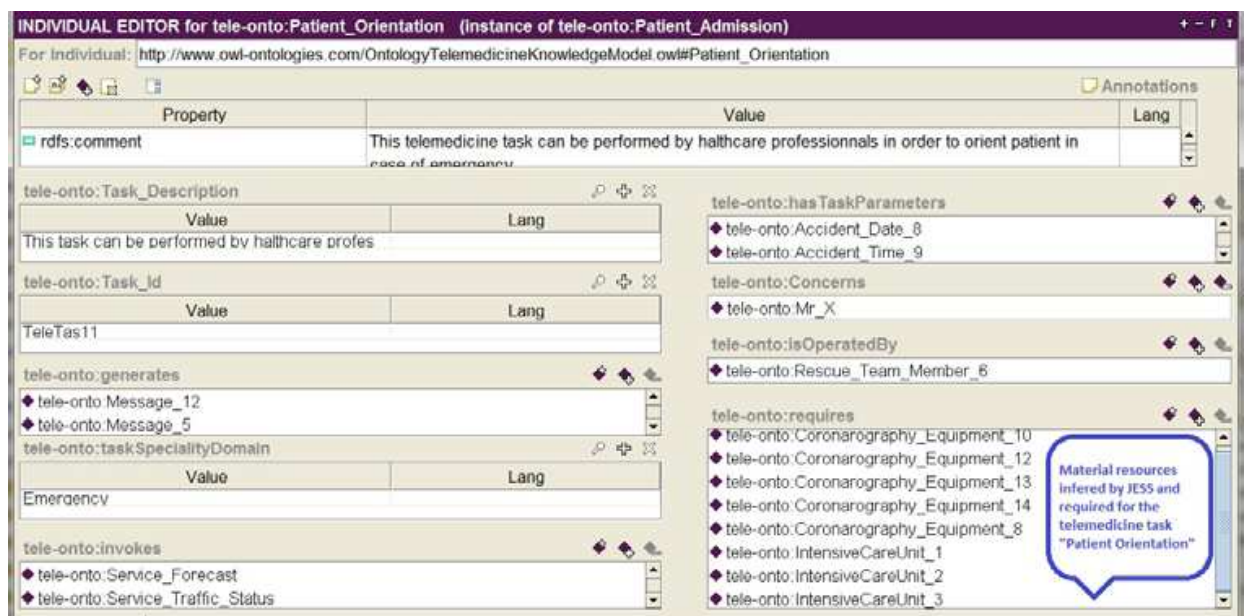 INDIVIDUAL EDITOR for tele-onto:Patient_Orientation (instance of tele-onto:Patient_Admission)
For Individual: http://www.owl-ontologies.com/OntologyTelemedicineKnowledgeModel.owl#Patient_Orientation
Annotations
Property Value Lang
rdfs:comment This telemedicine task can be performed by halthcare professionnals in order to orient patient in
case of emergency
tele-onto:Task_Description
Value Lang
This task can be performed by halthcare profes
tele-onto:Task_Id
Value Lang
TeleTas11
tele-onto:generates
tele-onto:Message_12
tele-onto:Message_5
tele-onto:taskSpecialityDomain
Value Lang
Emergency
tele-onto:invokes
tele-onto:Service_Forecast
tele-onto:Service_Traffic_Status
tele-onto:hasTaskParameters
tele-onto:Accident_Date_8
tele-onto:Accident_Time_9
tele-onto:Concerns
tele-onto:Mr_X
tele-onto:isOperatedBy
tele-onto:Rescue_Team_Member_6
tele-onto:requires
tele-onto:Coronarography_Equipment_10
tele-onto:Coronarography_Equipment_12
tele-onto:Coronarography_Equipment_13
tele-onto:Coronarography_Equipment_14
tele-onto:Coronarography_Equipment_8
tele-onto:IntensiveCareUnit_1
tele-onto:IntensiveCareUnit_2
tele-onto:IntensiveCareUnit_3
Material resources
infered by JESS and
required for the
telemedicine task
"Patient Orientation"